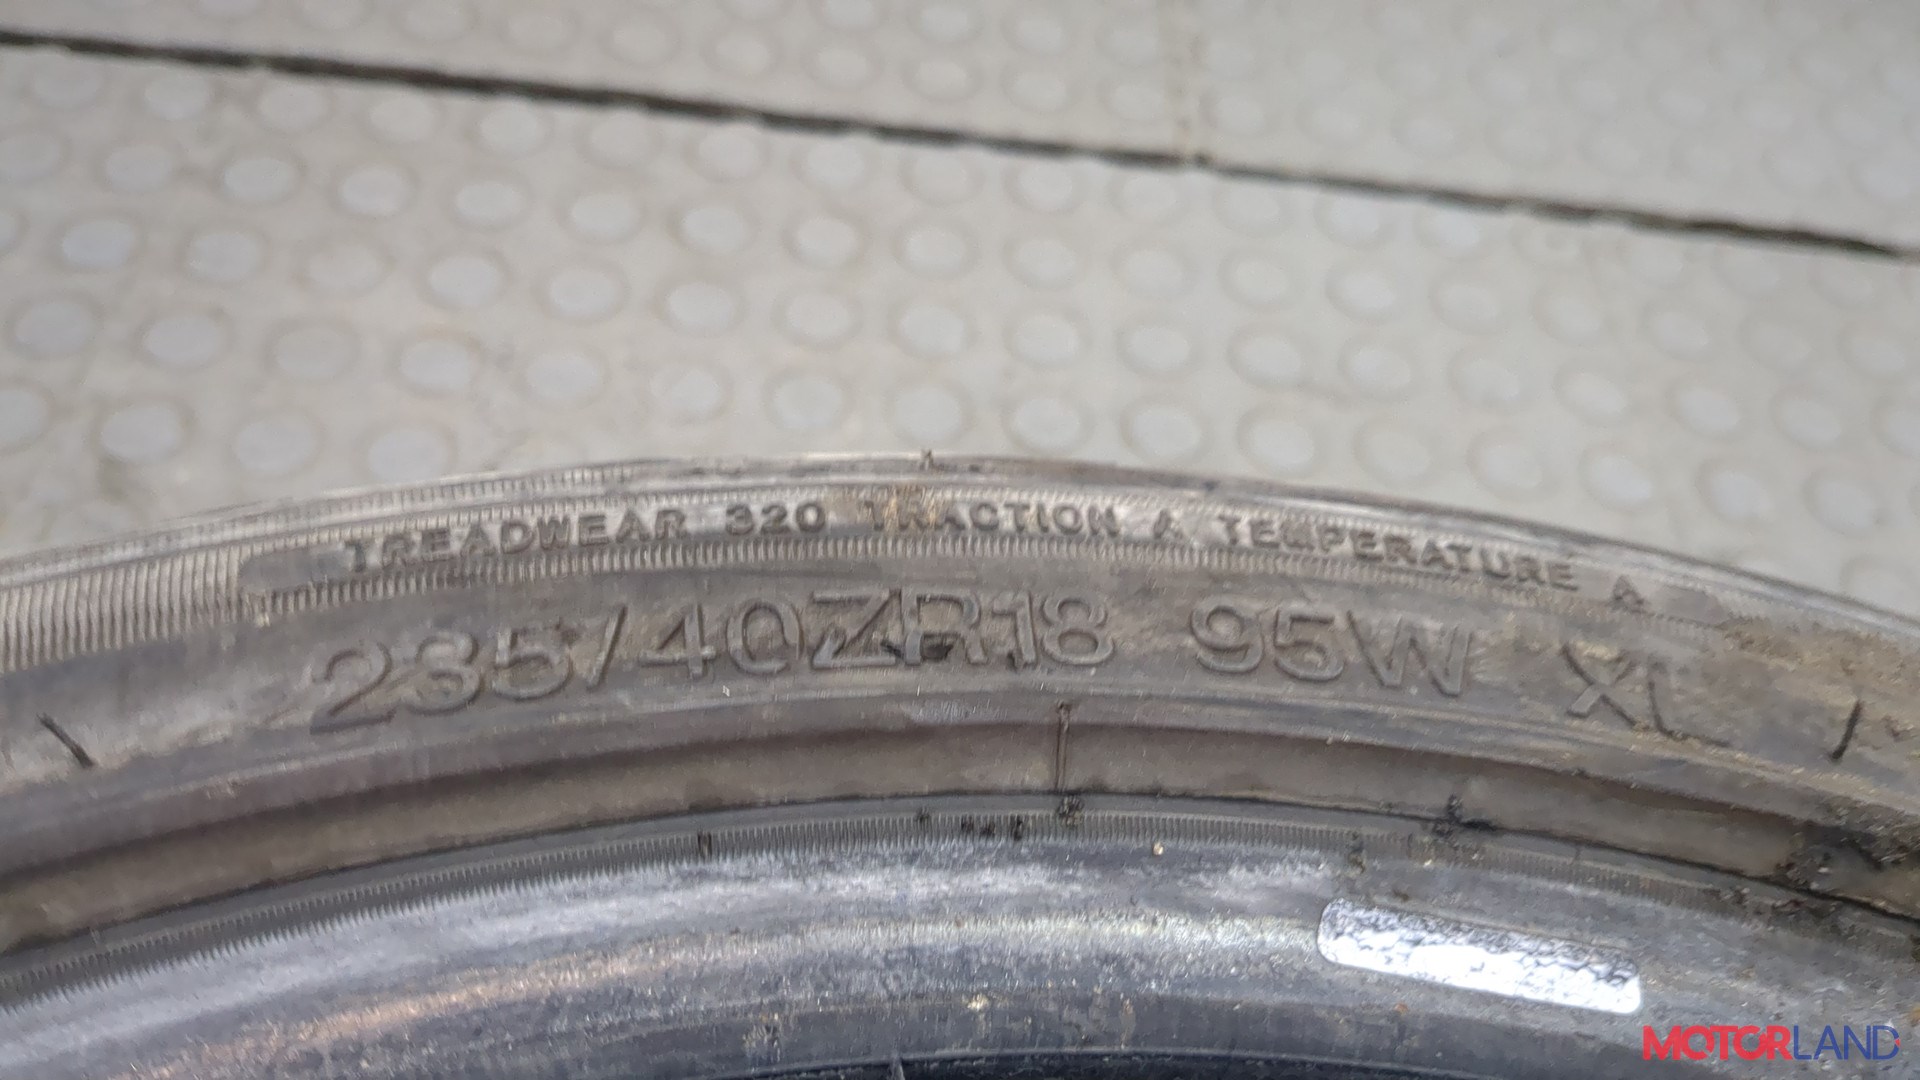 TREADWEAR 320 TRACTION A TEMPERATURE A
235/40ZR18 95W XL
MOTORLAND